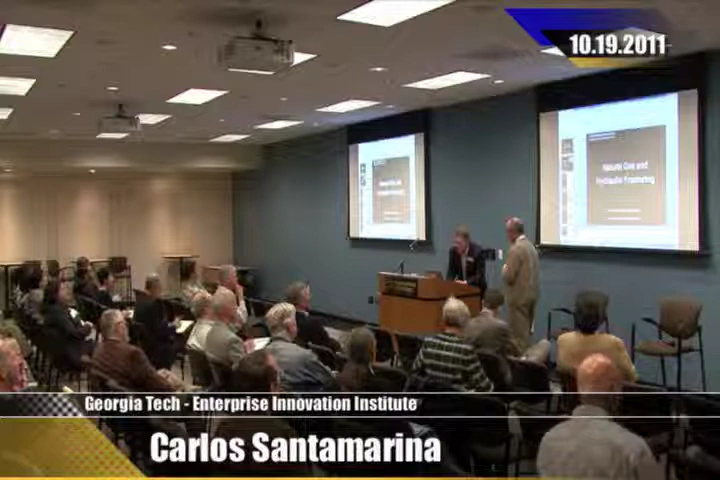 10.19.2011
Natural Gas and
Hydraulic Fracturing
Georgia Tech - Enterprise Innovation Institute
Carlos Santamarina